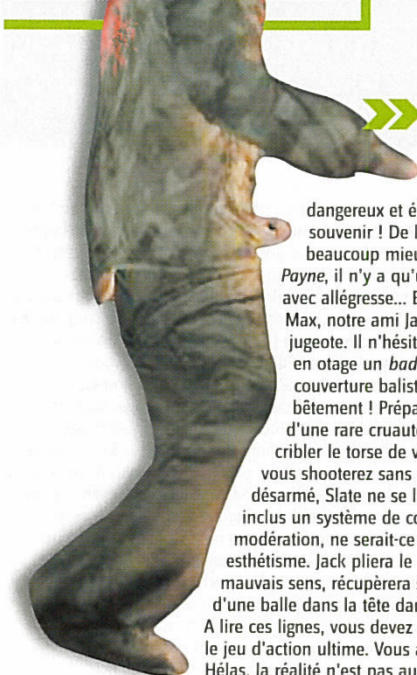 dangereux et é
souvenir ! De l
beaucoup mieu
Payne, il n'y a qu'u
avec allégresse... E
Max, notre ami Ja
jugeote. Il n'hésit
en otage un bad
couverture balist
bêtement ! Prépa
d'une rare cruaut
cribler le torse de v
vous shooterez sans
désarmé, Slate ne se l
inclus un système de co
modération, ne serait-ce
esthétisme. Jack pliera le
mauvais sens, récupèrera s
d'une balle dans la tête dan
A lire ces lignes, vous devez
le jeu d'action ultime. Vous a
Hélas, la réalité n'est pas au